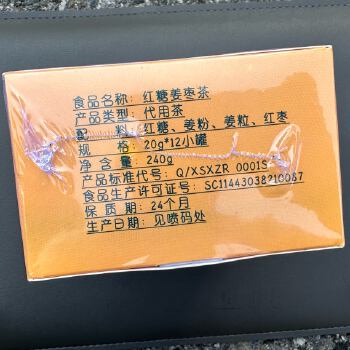 食品名称: 红糖姜枣茶
产品类型: 代用茶
配 料: 红糖、姜粉、姜粒、红枣
规 格: 20g*12小罐
净 含 量: 240g
产品标准代号: Q/XSXZR 0001S
食品生产许可证号: SC11443038210067
保 质 期: 24个月
生产日期: 见喷码处